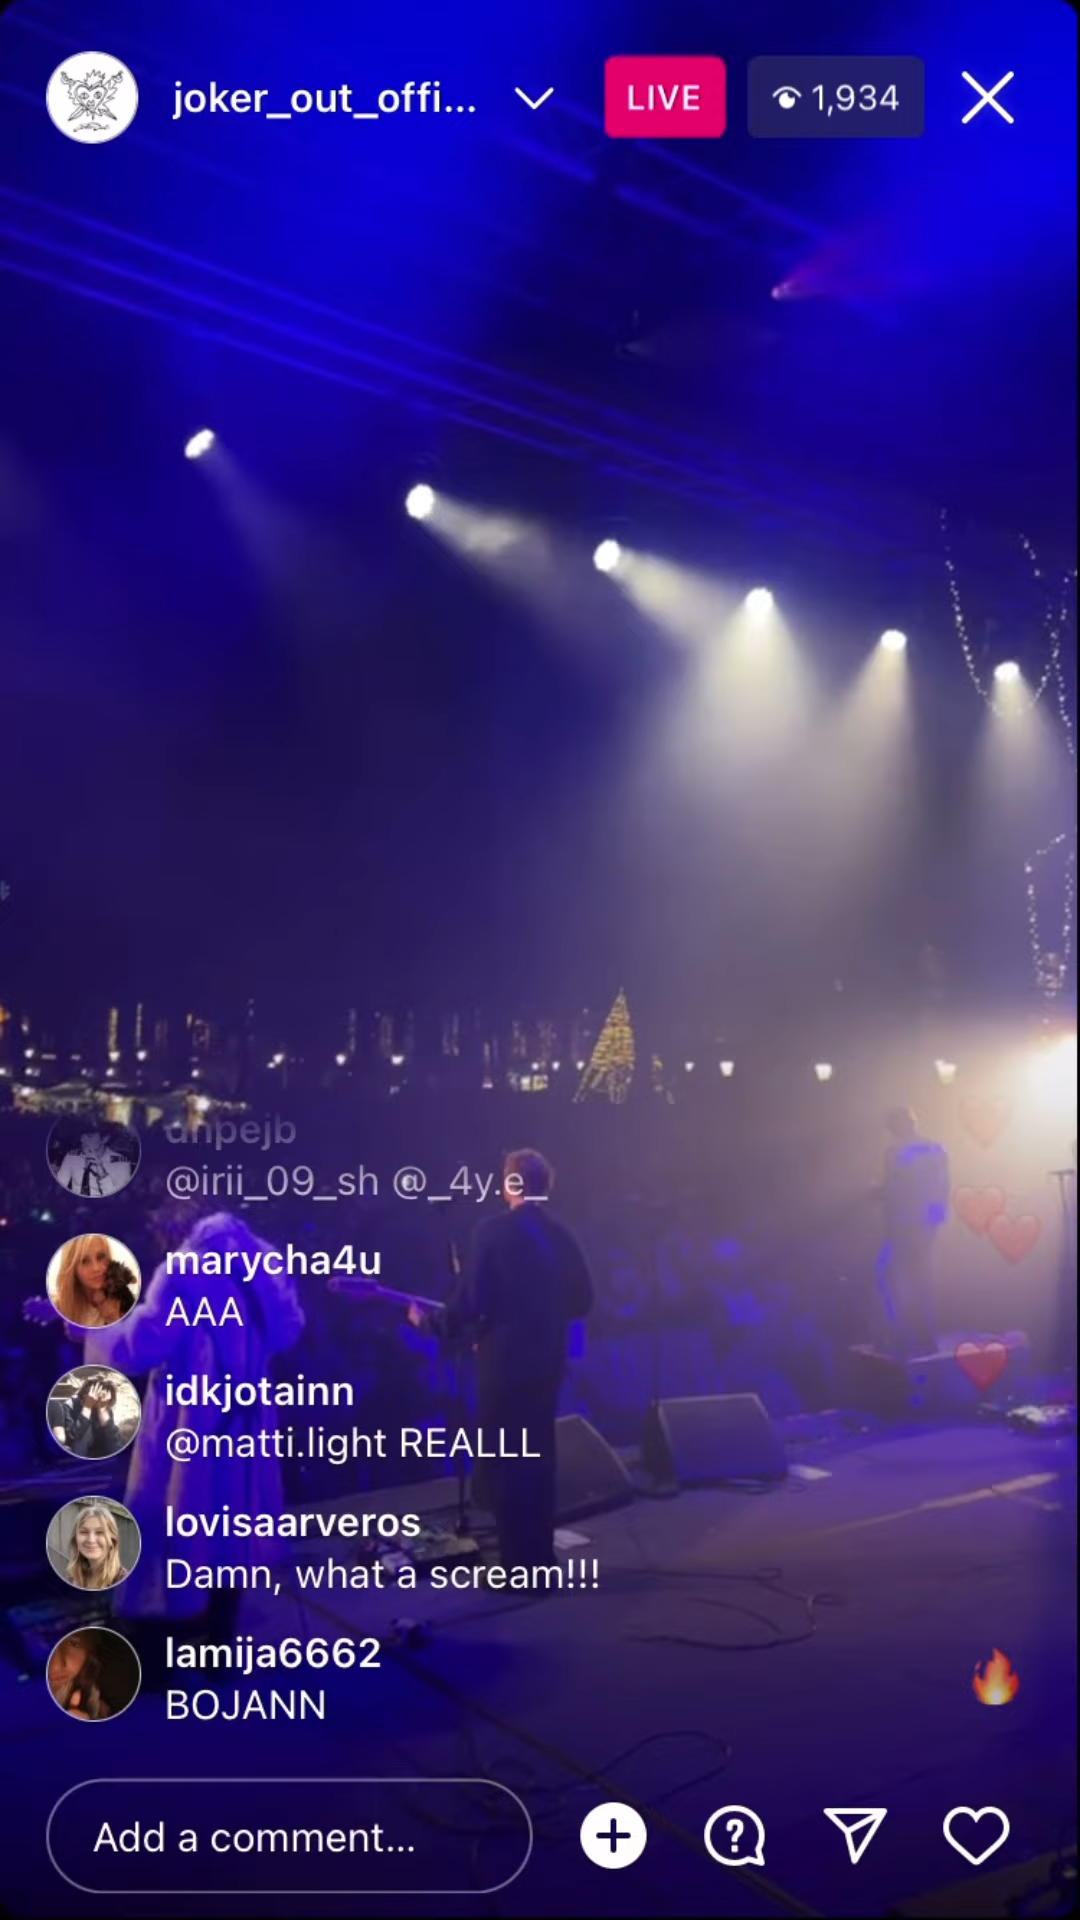 joker_out_offi...
LIVE
1,934
dnpejb
@irii_09_sh @_4y.e_
marycha4u
AAA
idkjotainn
@matti.light REALLL
lovisaarveros
Damn, what a scream!!!
lamija6662
BOJANN
Add a comment...